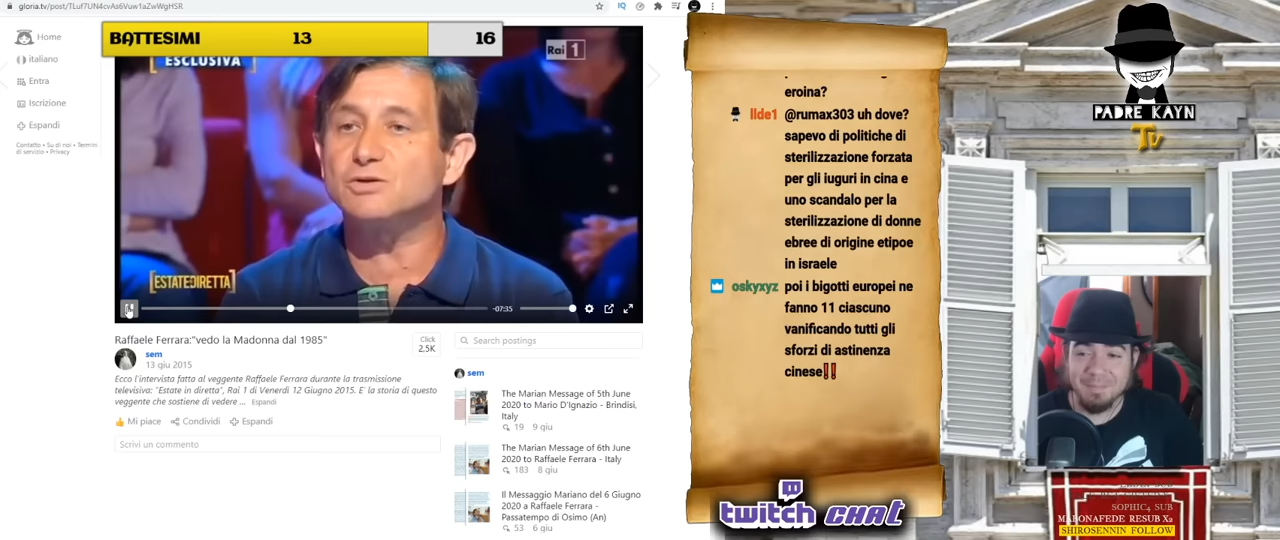 gloria.tv/post/TLuf7UN4cvAs6Vuw1aZwWgHSR
Home
italiano
Entra
Iscrizione
Espandi
Contatto • Su di noi • Termini
di servizio • Privacy
BATTESIMI 13 16
ESCLUSIVA
Rai 1
[ESTATEDIRETTA]
-07:35
Raffaele Ferrara:"vedo la Madonna dal 1985"
Click
2,5K
sem
13 giu 2015
Ecco l'intervista fatta al veggente Raffaele Ferrara durante la trasmissione
televisiva: "Estate in diretta", Rai 1 di Venerdì 12 Giugno 2015. E' la storia di questo
veggente che sostiene di vedere ... Espandi
Mi piace Condividi Espandi
Scrivi un commento
Search postings
sem
The Marian Message of 5th June
2020 to Mario D'Ignazio - Brindisi,
Italy
19 9 giu
The Marian Message of 6th June
2020 to Raffaele Ferrara - Italy
183 8 giu
Il Messaggio Mariano del 6 Giugno
2020 a Raffaele Ferrara -
Passatempo di Osimo (An)
53 6 giu
eroina?
llde1 @rumax303 uh dove?
sapevo di politiche di
sterilizzazione forzata
per gli iuguri in cina e
uno scandalo per la
sterilizzazione di donne
ebree di origine etipoe
in israele
oskyxyz poi i bigotti europei ne
fanno 11 ciascuno
vanificando tutti gli
sforzi di astinenza
cinese‼️
twitch CHAT
PADRE KAYN
Tv
SOPHIC4 SUB
MABONAFEDE RESUB X2
SHIROSENNIN FOLLOW